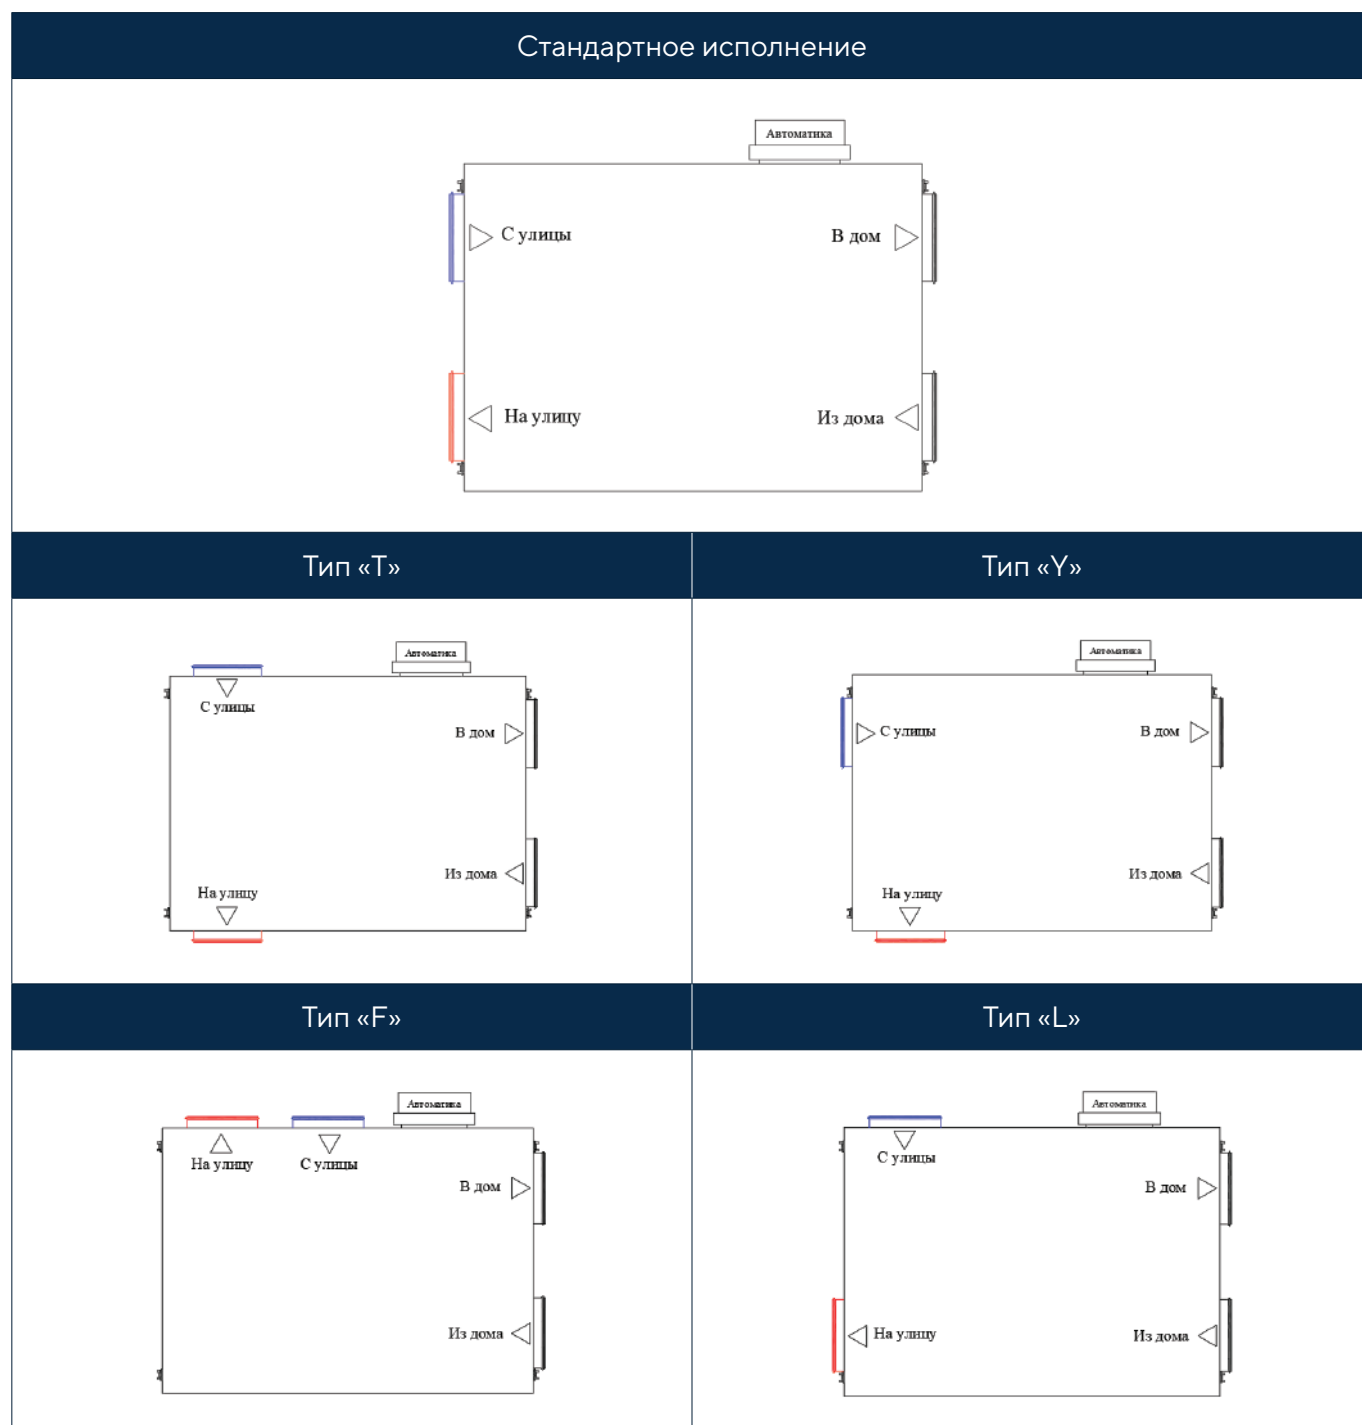 Стандартное исполнение
Автоматика
С улицы
В дом
На улицу
Из дома
Тип «T»
Тип «Y»
Автоматика
С улицы
В дом
Из дома
На улицу
Автоматика
С улицы
В дом
Из дома
На улицу
Тип «F»
Тип «L»
Автоматика
На улицу
С улицы
В дом
Из дома
Автоматика
С улицы
В дом
На улицу
Из дома